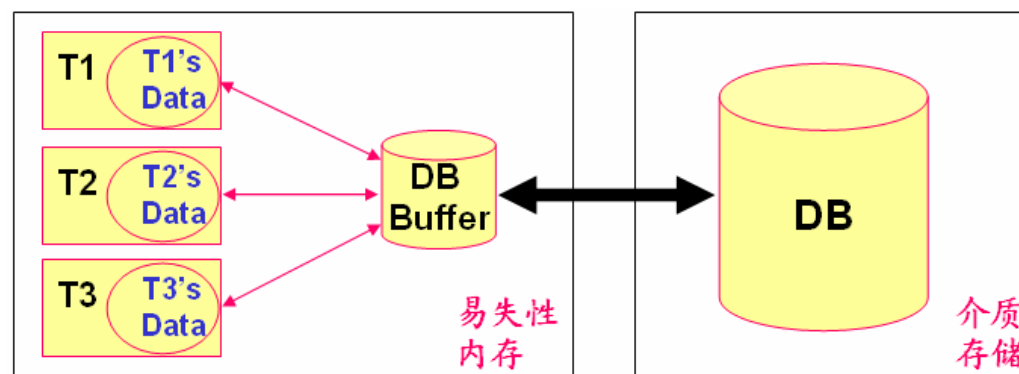 T1
T1's
Data
T2
T2's
Data
T3
T3's
Data
DB
Buffer
易失性
内存
DB
介质
存储